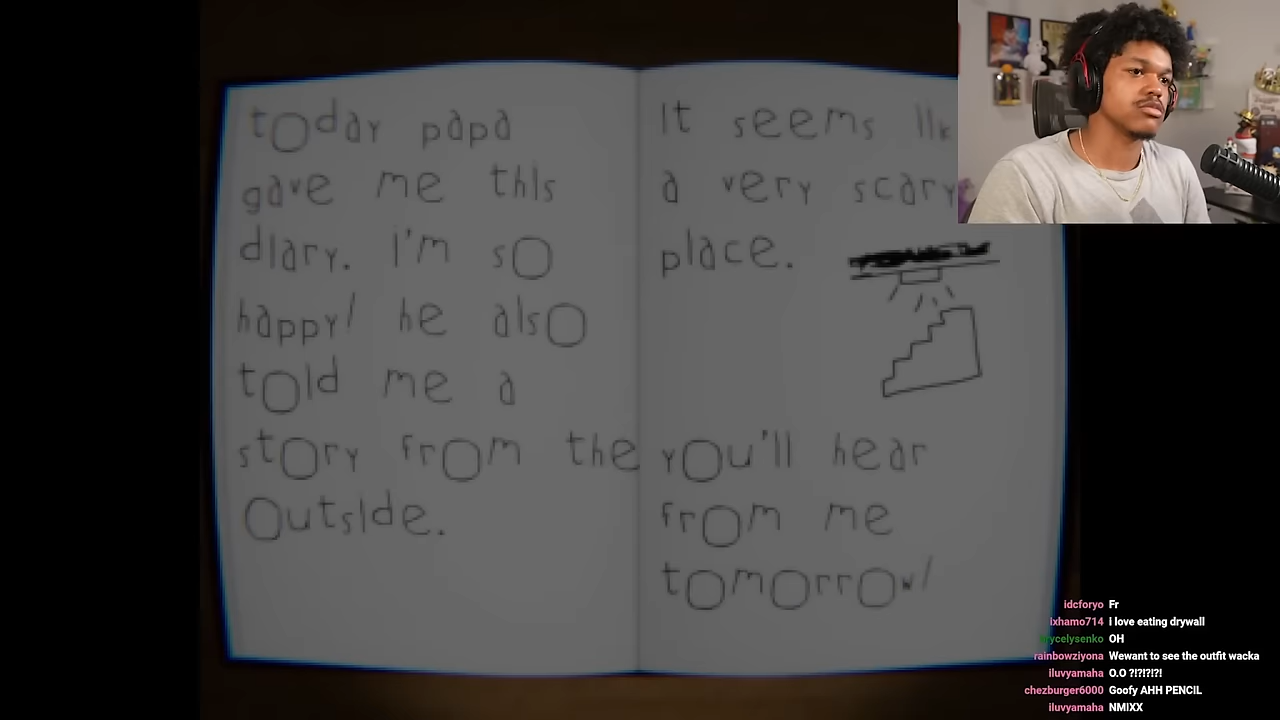 today papa
gave me this
diary. I'm so
happy! he also
told me a
story from the
Outside.
It seems
a very scary
place.
you'll hear
from me
tomorrow!
idcforyo Fr
ixhamo714 i love eating drywall
OH
rainbowziyona Wewant to see the outfit wacka
iluvyamaha O.O ?!?!?!?!
chezburger6000 Goofy AHH PENCIL
iluvyamaha NMIXX